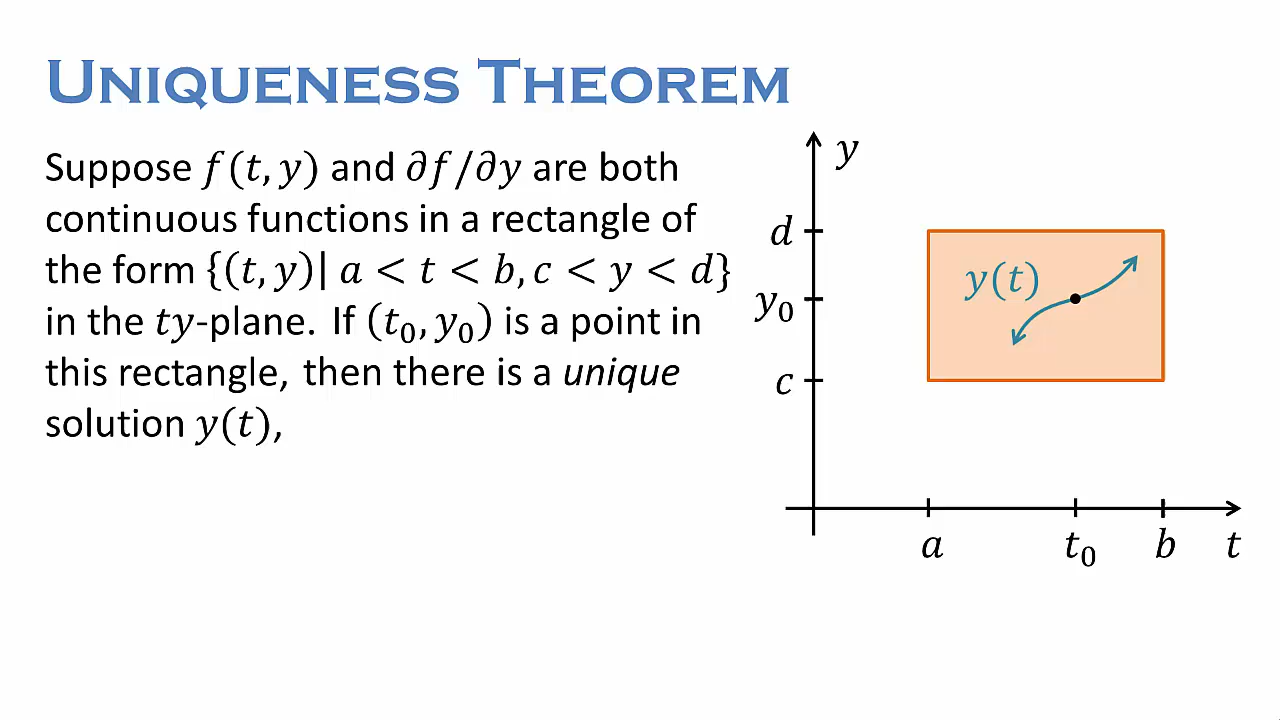 UNIQUENESS THEOREM
Suppose f(t, y) and ∂f/∂y are both
continuous functions in a rectangle of
the form {(t, y)| a < t < b, c < y < d}
in the ty-plane. If (t₀, y₀) is a point in
this rectangle, then there is a unique
solution y(t),
y
d
y(t)
y₀
c
a
t₀
b
t